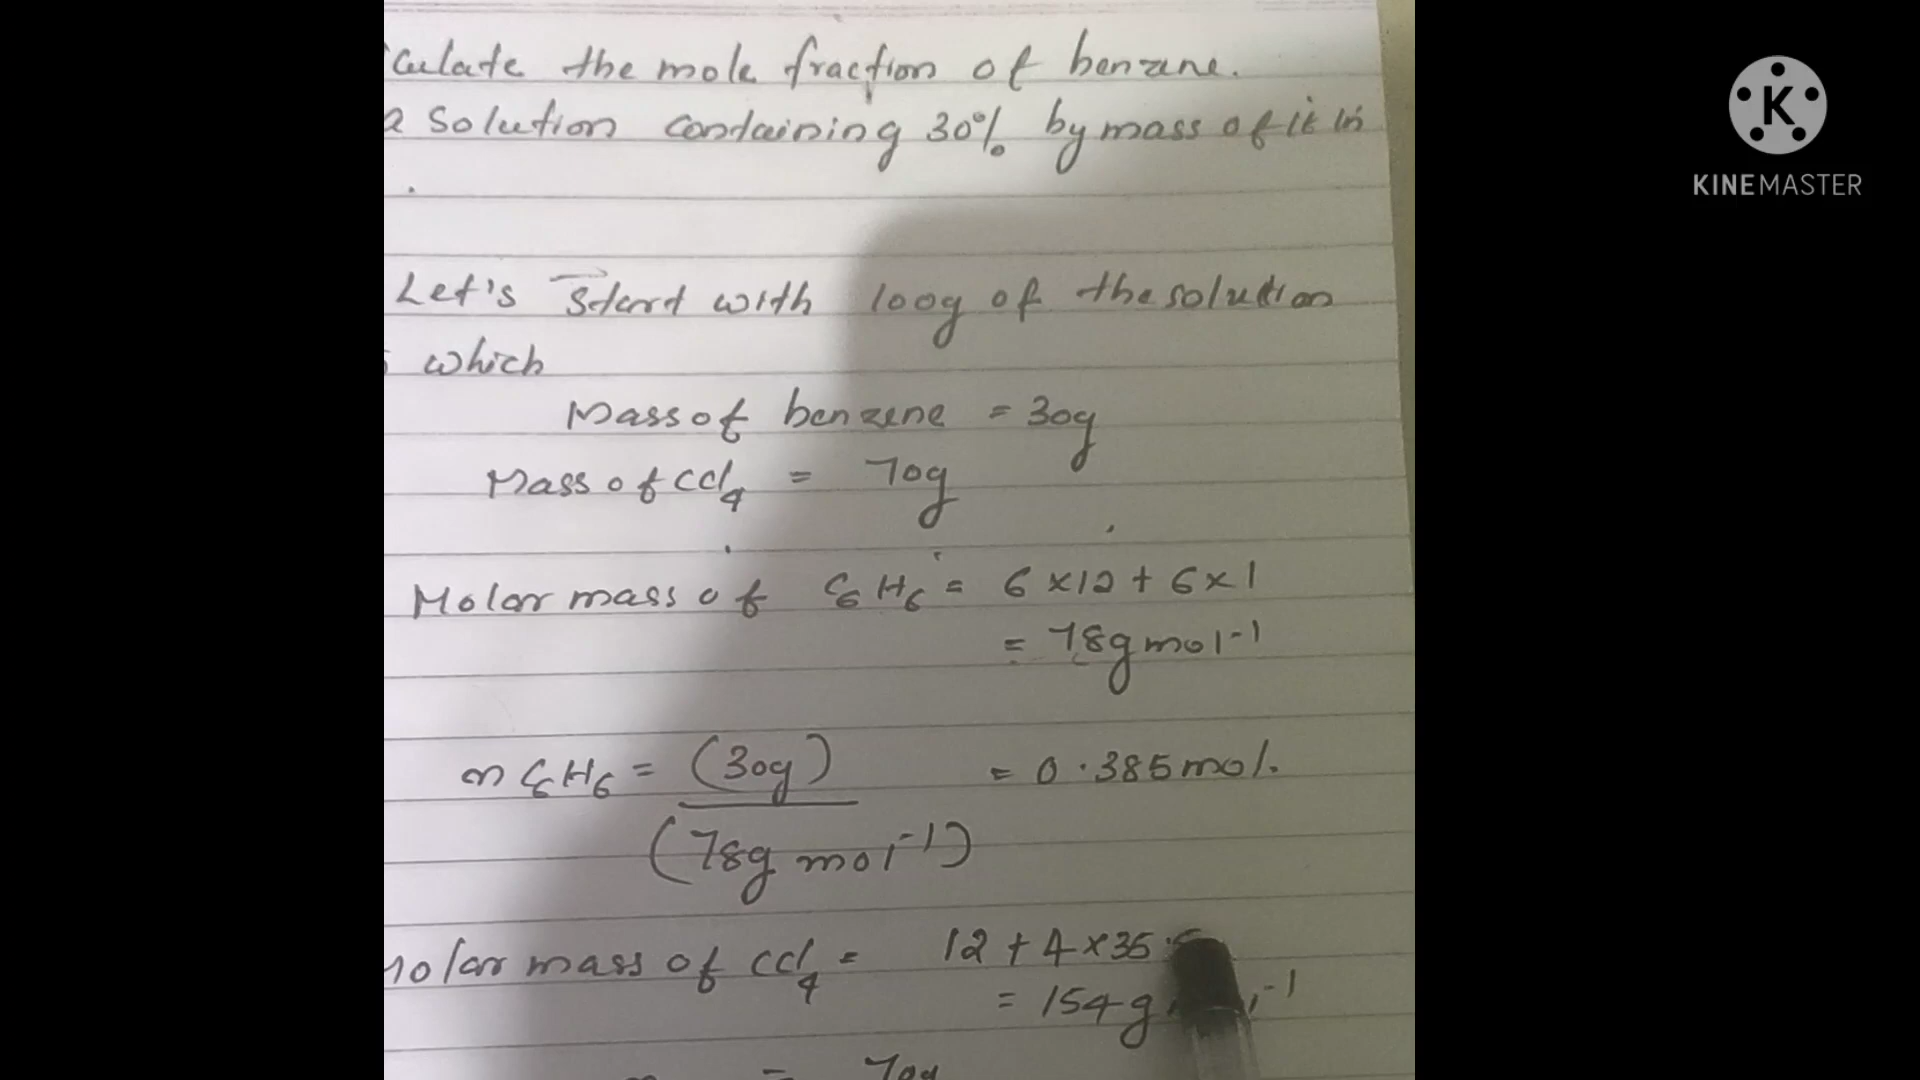 culate the mole fraction of benzene.
a solution containing 30% by mass of it in
Let's start with 100g of the solution
which
Mass of benzene = 30g
Mass of CCl4 = 70g
Molar mass of C6H6 = 6×12 + 6×1
= 78g mol-1
n C6H6 = (30g) = 0.385 mol.
(78g mol-1)
molar mass of CCl4 = 12 + 4×35.5
= 154g
= 70g
KINEMASTER